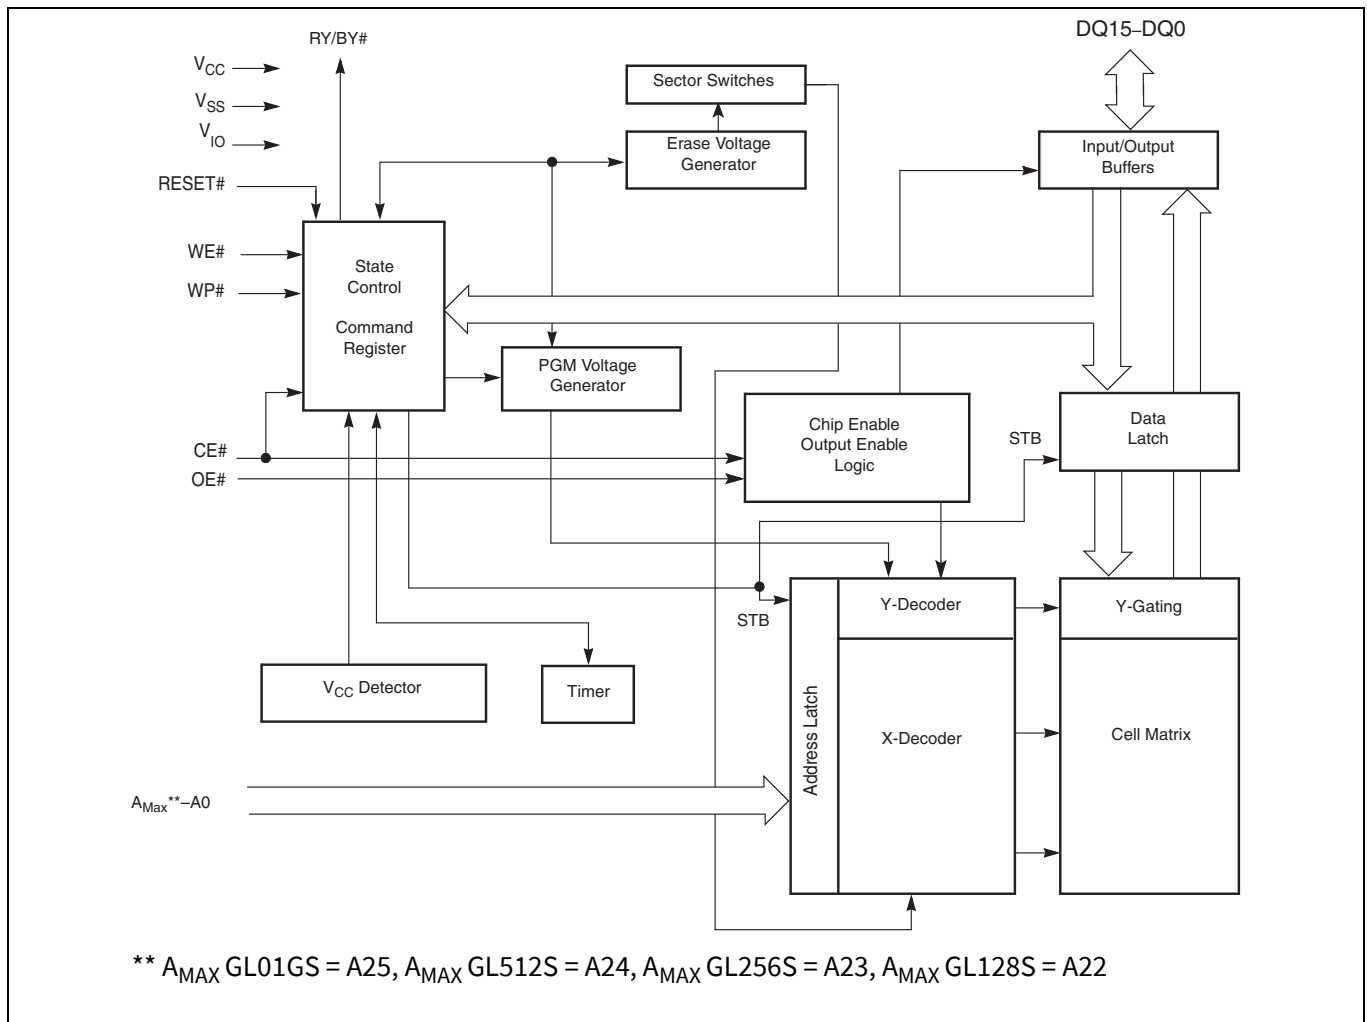 RY/BY#
DQ15–DQ0
VCC
VSS
VIO
RESET#
WE#
WP#
Sector Switches
Erase Voltage
Generator
Input/Output
Buffers
State
Control
Command
Register
PGM Voltage
Generator
Chip Enable
Output Enable
Logic
STB
Data
Latch
CE#
OE#
STB
Y-Decoder
Y-Gating
VCC Detector
Timer
Address Latch
X-Decoder
Cell Matrix
AMax**–A0
** AMAX GL01GS = A25, AMAX GL512S = A24, AMAX GL256S = A23, AMAX GL128S = A22